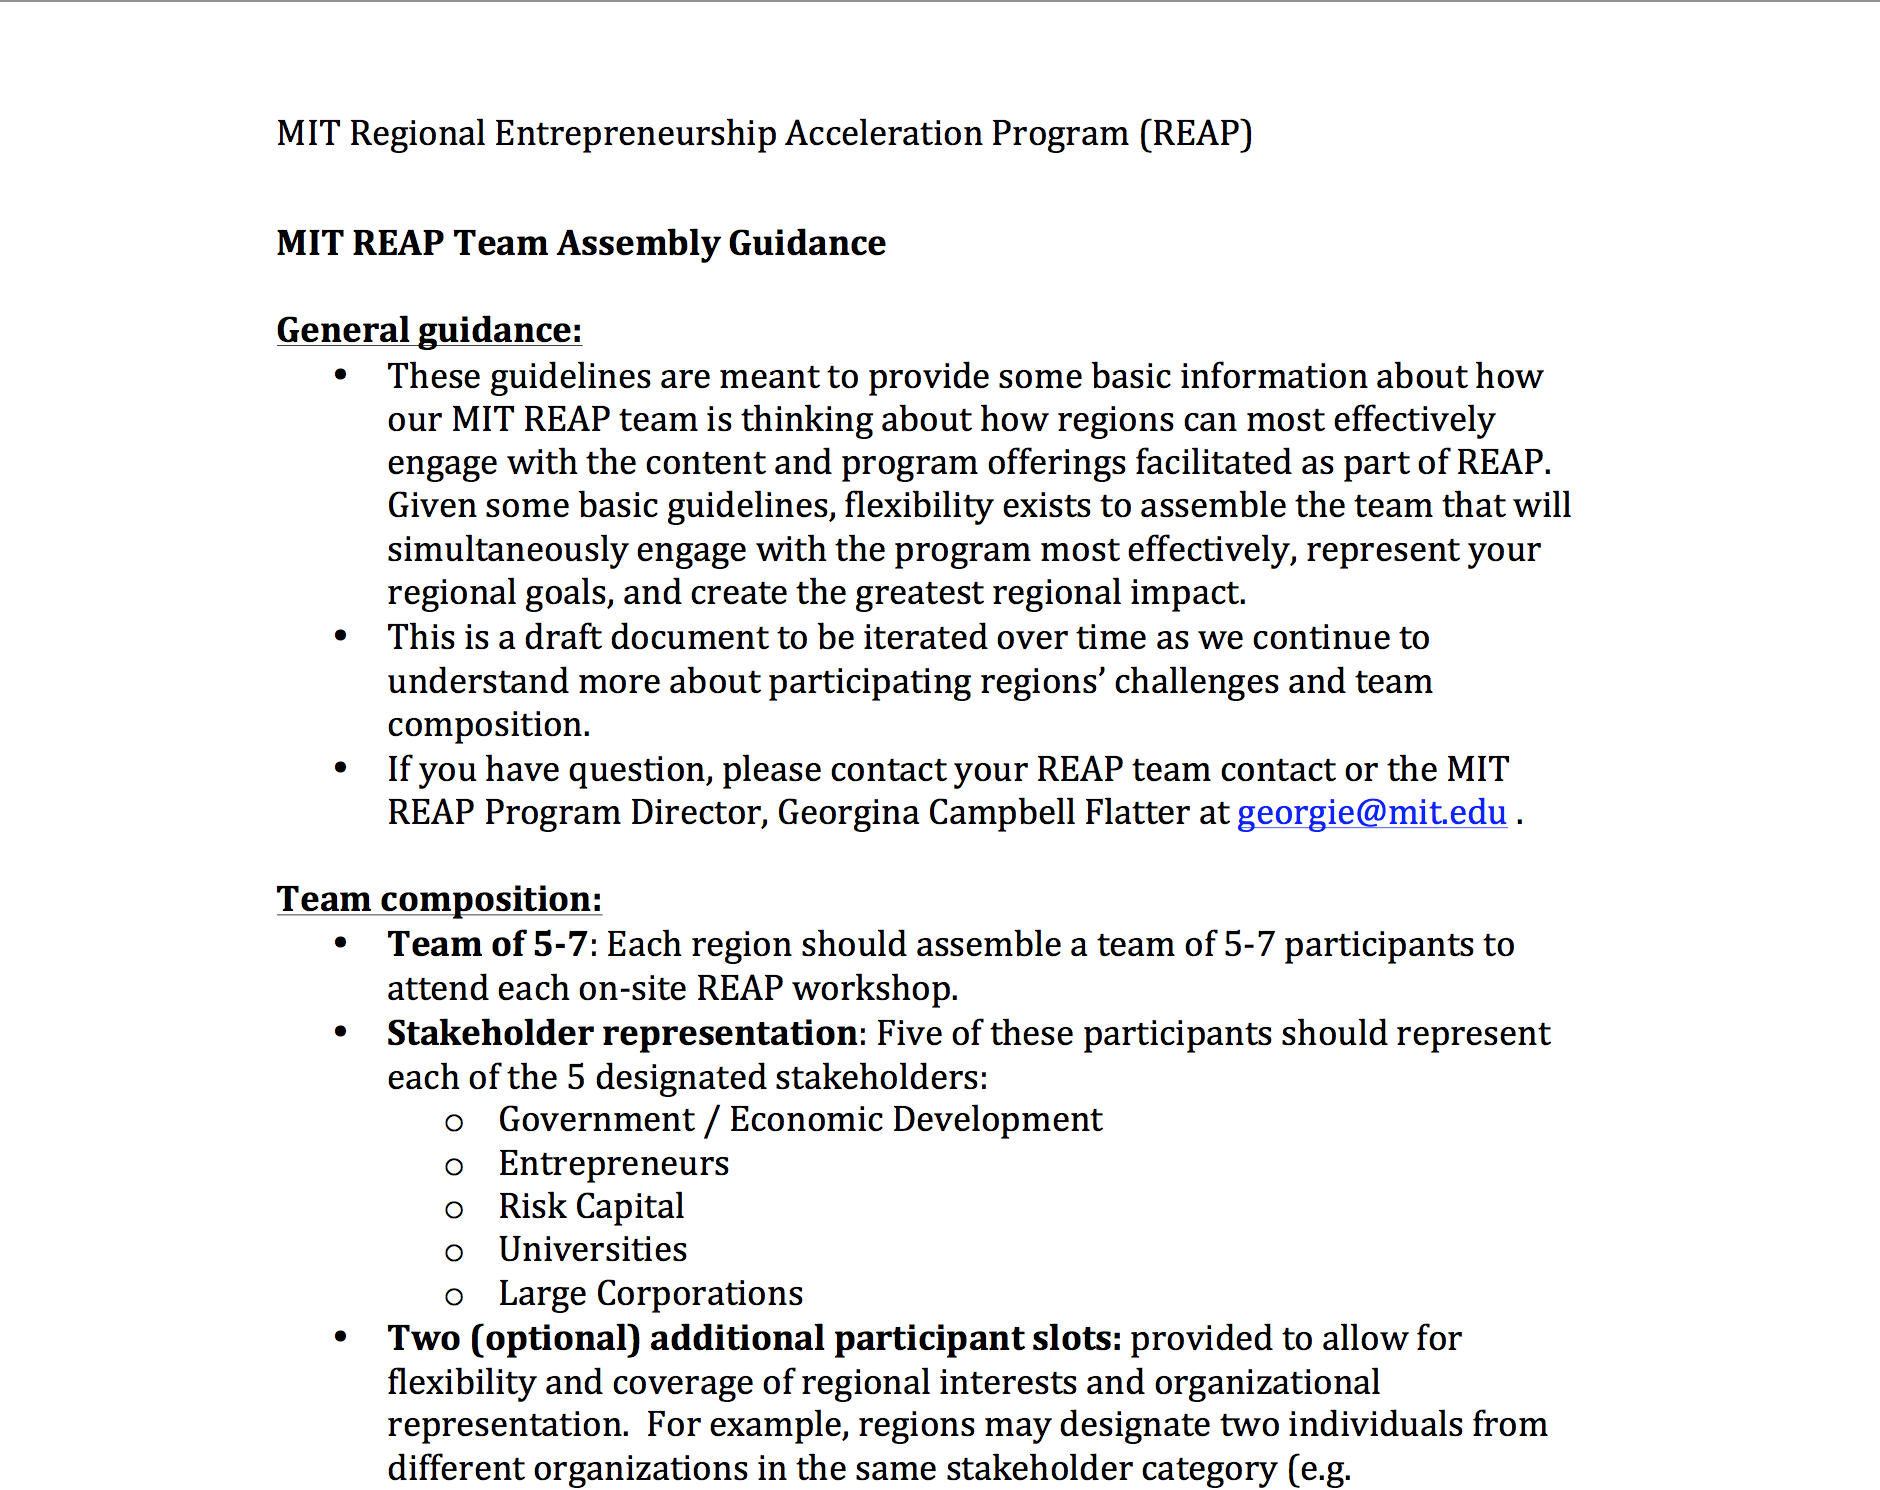 MIT Regional Entrepreneurship Acceleration Program (REAP)
MIT REAP Team Assembly Guidance
General guidance:
• These guidelines are meant to provide some basic information about how
our MIT REAP team is thinking about how regions can most effectively
engage with the content and program offerings facilitated as part of REAP.
Given some basic guidelines, flexibility exists to assemble the team that will
simultaneously engage with the program most effectively, represent your
regional goals, and create the greatest regional impact.
• This is a draft document to be iterated over time as we continue to
understand more about participating regions’ challenges and team
composition.
• If you have question, please contact your REAP team contact or the MIT
REAP Program Director, Georgina Campbell Flatter at georgie@mit.edu .
Team composition:
• Team of 5-7: Each region should assemble a team of 5-7 participants to
attend each on-site REAP workshop.
• Stakeholder representation: Five of these participants should represent
each of the 5 designated stakeholders:
o Government / Economic Development
o Entrepreneurs
o Risk Capital
o Universities
o Large Corporations
• Two (optional) additional participant slots: provided to allow for
flexibility and coverage of regional interests and organizational
representation.  For example, regions may designate two individuals from
different organizations in the same stakeholder category (e.g.